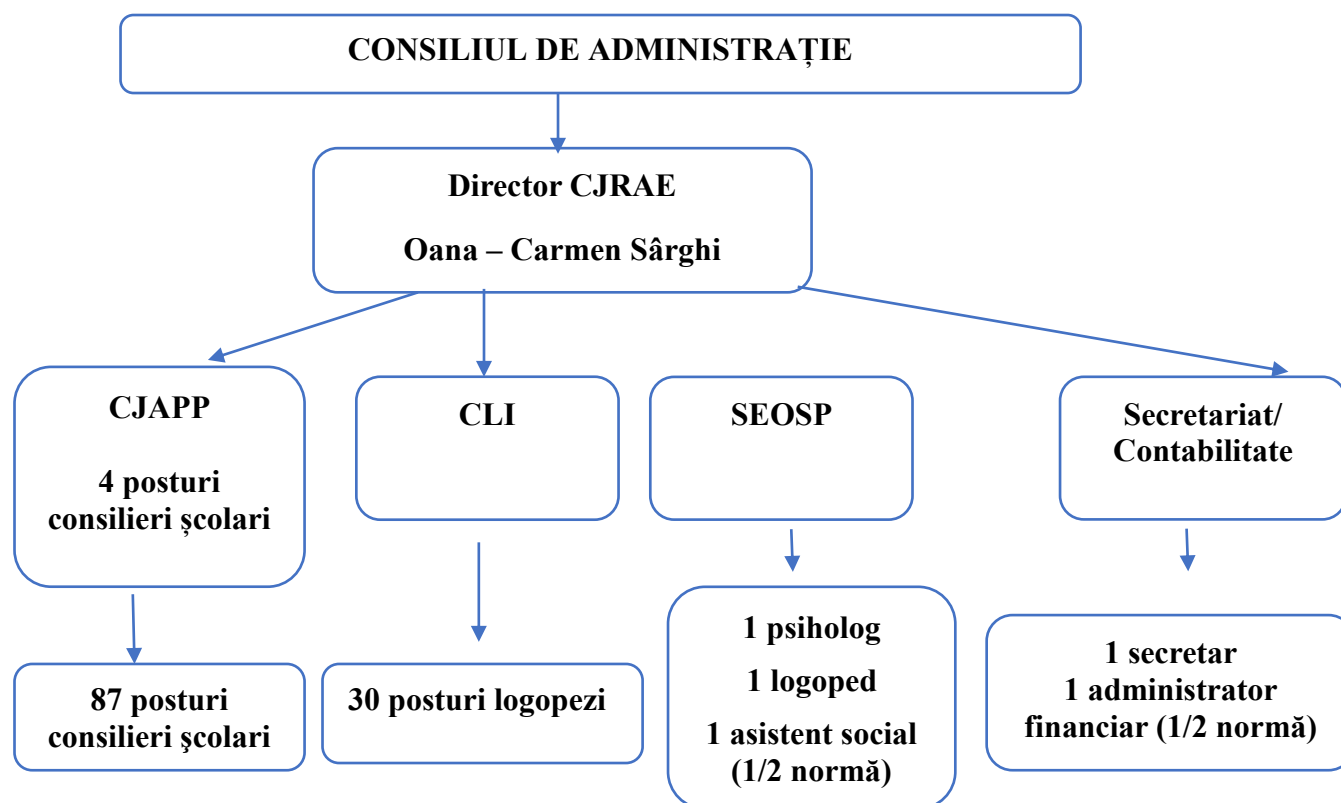 CONSILIUL DE ADMINISTRAȚIE
Director CJRAE
Oana – Carmen Sârghi
CJAPP
4 posturi
consilieri școlari
CLI
SEOSP
Secretariat/
Contabilitate
87 posturi
consilieri şcolari
30 posturi logopezi
1 psiholog
1 logoped
1 asistent social
(1/2 normă)
1 secretar
1 administrator
financiar (1/2 normă)